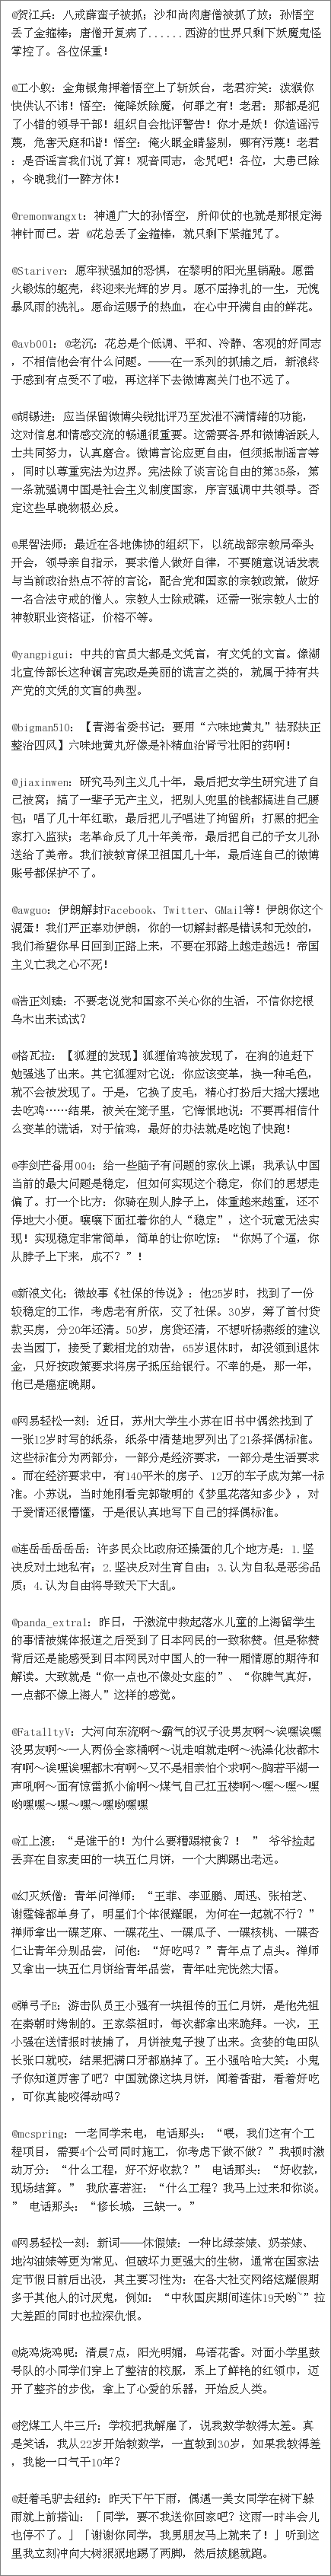 @贺江兵：八戒薛蛮子被抓；沙和尚肉唐僧被抓了放；孙悟空
丢了金箍棒；唐僧开复病了......西游的世界只剩下妖魔鬼怪
掌控了。各位保重！
@工小蚁：金角银角押着悟空上了斩妖台，老君狞笑：泼猴你
快供认不讳！悟空：俺降妖除魔，何罪之有！老君：那都是犯
了小错的领导干部！组织自会批评警告！你才是妖！你造谣污
蔑，危害天庭和谐！悟空：俺火眼金睛鉴别，哪有污蔑！老君
：是否谣言我们说了算！观音同志，念咒吧！各位，大患已除
，今晚我们一醉方休！
@remonwangxt：神通广大的孙悟空，所仰仗的也就是那根定海
神针而已。若 @花总丢了金箍棒，就只剩下紧箍咒了。
@Stariver：愿牢狱强加的恐惧，在黎明的阳光里销融。愿雷
火锻炼的躯壳，终迎来光辉的岁月。愿不屈挣扎的一生，无愧
暴风雨的洗礼。愿命运赐予的热血，在心中开满自由的鲜花。
@avb001：@老沉：花总是个低调、平和、冷静、客观的好同志
，不相信他会有什么问题。——在一系列的抓捕之后，新浪终
于感到有点受不了啦，再这样下去微博离关门也不远了。
@胡锡进：应当保留微博尖锐批评乃至发泄不满情绪的功能，
这对信息和情感交流的畅通很重要。这需要各界和微博活跃人
士共同努力，认真磨合。微博言论应更自由，但须抵制谣言等
，同时以尊重宪法为边界。宪法除了谈言论自由的第35条，第
一条就强调中国是社会主义制度国家，序言强调中共领导。否
定这些早晚物极必反。
@果智法师：最近在各地佛协的组织下，以统战部宗教局牵头
开会，领导亲自指示，要求僧人做好自律，不要随意说话发表
与当前政治热点不符的言论，配合党和国家的宗教政策，做好
一名合法守戒的僧人。宗教人士除戒牒，还需一张宗教人士的
神教职业资格证，价格不等。
@yangpigui：中共的官员大都是文凭盲，有文凭的文盲。像湖
北宣传部长这种谰言宪政是美丽的谎言之类的，就属于持有共
产党的文凭的文盲的典型。
@bigman510：【青海省委书记：要用“六味地黄丸”祛邪扶正
整治四风】六味地黄丸好像是补精血治肾亏壮阳的药啊！
@jiaxinwen：研究马列主义几十年，最后把女学生研究进了自
己被窝；搞了一辈子无产主义，把别人兜里的钱都搞进自己腰
包；唱了几十年红歌，最后把儿子唱进了拘留所；打黑的把全
家打入监狱；老革命反了几十年美帝，最后把自己的子女儿孙
送给了美帝。我们被教育保卫祖国几十年，最后连自己的微博
账号都保护不了。
@awguo：伊朗解封Facebook、Twitter、GMail等！伊朗你这个
混蛋！我们严正奉劝伊朗，你的一切解封都是错误和无效的，
我们希望你早日回到正路上来，不要在邪路上越走越远！帝国
主义亡我之心不死！
@浩正刘臻：不要老说党和国家不关心你的生活，不信你挖根
乌木出来试试？
@格瓦拉：【狐狸的发现】狐狸偷鸡被发现了，在狗的追赶下
勉强逃了出来。其它狐狸对它说：你应该变革，换一种毛色，
就不会被发现了。于是，它换了皮毛，精心打扮后大摇大摆地
去吃鸡……结果，被关在笼子里，它悔恨地说：不要再相信什
么变革的谎话，对于偷鸡，最好的办法就是吃饱了快跑！
@李剑芒备用004：给一些脑子有问题的家伙上课；我承认中国
当前的最大问题是稳定，但如何实现这个稳定，你们的思想走
偏了。打一个比方：你骑在别人脖子上，体重越来越重，还不
停地大小便。嚷嚷下面扛着你的人“稳定”，这个玩意无法实
现！实现稳定非常简单，简单的让你吃惊：“你妈了个逼，你
从脖子上下来，成不？”！
@新浪文化：微故事《社保的传说》：他25岁时，找到了一份
较稳定的工作，考虑老有所依，交了社保。30岁，筹了首付贷
款买房，分20年还清。50岁，房贷还清，不想听杨燕绥的建议
去当园丁，接受了戴相龙的劝告，65岁退休时，却没领到退休
金，只好按政策要求将房子抵压给银行。不幸的是，那一年，
他已是癌症晚期。
@网易轻松一刻：近日，苏州大学生小苏在旧书中偶然找到了
一张12岁时写的纸条，纸条中清楚地罗列出了21条择偶标准。
这些标准分为两部分，一部分是经济要求，一部分是生活要求
。而在经济要求中，有140平米的房子、12万的车子成为第一标
准。小苏说，当时她刚看完郭敬明的《梦里花落知多少》，对
于爱情还很懵懂，于是很认真地写下自己的择偶标准。
@连岳岳岳岳岳：许多民众比政府还操蛋的几个地方是：1.坚
决反对土地私有；2.坚决反对生育自由；3.认为自私是恶劣品
质；4.认为自由将导致天下大乱。
@panda_extra1：昨日，于激流中救起落水儿童的上海留学生
的事情被媒体报道之后受到了日本网民的一致称赞。但是称赞
背后还是能感受到日本网民对中国人的一种一厢情愿的期待和
解读。大致就是“你一点也不像处女座的”、“你脾气真好，
一点都不像上海人”这样的感觉。
@FatalityV：大河向东流啊～霸气的汉子没男友啊～诶嘿诶嘿
没男友啊～一人两份全家桶啊～说走咱就走啊～洗澡化妆都木
有啊～诶嘿诶嘿都木有啊～又不是相亲怕个求啊～胸若平湖一
声吼啊～面有惊雷抓小偷啊～煤气自己扛五楼啊～嘿～嘿～嘿
哟嘿嘿～嘿～嘿～嘿哟嘿嘿
@江上渡：“是谁干的！为什么要糟蹋粮食？！ ” 爷爷捡起
丢弃在自家麦田的一块五仁月饼，一个大脚踢出老远。
@幻灭妖僧：青年问禅师：“王菲、李亚鹏、周迅、张柏芝、
谢霆锋都单身了，明星们个体很耀眼，为何在一起就不行？”
禅师拿出一碟芝麻、一碟花生、一碟瓜子、一碟核桃、一碟杏
仁让青年分别品尝，问他：“好吃吗？”青年点了点头。禅师
又拿出一块五仁月饼给青年品尝，青年吐完恍然大悟。
@弹弓子E：游击队员王小强有一块祖传的五仁月饼，是他先祖
在秦朝时烤制的。王家祭祖时，每次都拿出来跪拜。一次，王
小强在送情报时被捕了，月饼被鬼子搜了出来。贪婪的龟田队
长张口就咬，结果把满口牙都崩掉了。王小强哈哈大笑：小鬼
子你知道厉害了吧？中国就像这块月饼，闻着香甜，看着好吃
，可你真能咬得动吗？
@mcspring：一老同学来电，电话那头：“喂，我们这有个工
程项目，需要4个公司同时施工，你考虑下做不做？”我顿时激
动万分：“什么工程，好不好收款？” 电话那头：“好收款，
现场结算。” 我欣喜若狂：“什么工程？我马上过来和你谈。
” 电话那头：“修长城，三缺一。”
@网易轻松一刻：新词——休假婊：一种比绿茶婊、奶茶婊、
地沟油婊等更为常见、但破坏力更强大的生物，通常在国家法
定节假日前后出没，其主要习性为：在各大社交网络炫耀假期
多于其他人的讨厌鬼，例如：“中秋国庆期间连休19天哟~”拉
大差距的同时也拉深仇恨。
@烧鸡烧鸡呢：清晨7点，阳光明媚，鸟语花香。对面小学里鼓
号队的小同学们穿上了整洁的校服，系上了鲜艳的红领巾，迈
开了整齐的步伐，拿上了心爱的乐器，开始反人类。
@挖煤工人牛三斤：学校把我解雇了，说我数学教得太差。真
是笑话，我从22岁开始教数学，一直教到30岁，如果我教得差
，我能一口气干10年？
@赶着毛驴去纽约：昨天下午下雨，偶遇一美女同学在树下躲
雨就上前搭讪：「同学，要不我送你回家吧？这雨一时半会儿
也停不了。」「谢谢你同学，我男朋友马上就来了！」听到这
里我立刻冲向大树狠狠地踢了两脚，然后拔腿就跑。